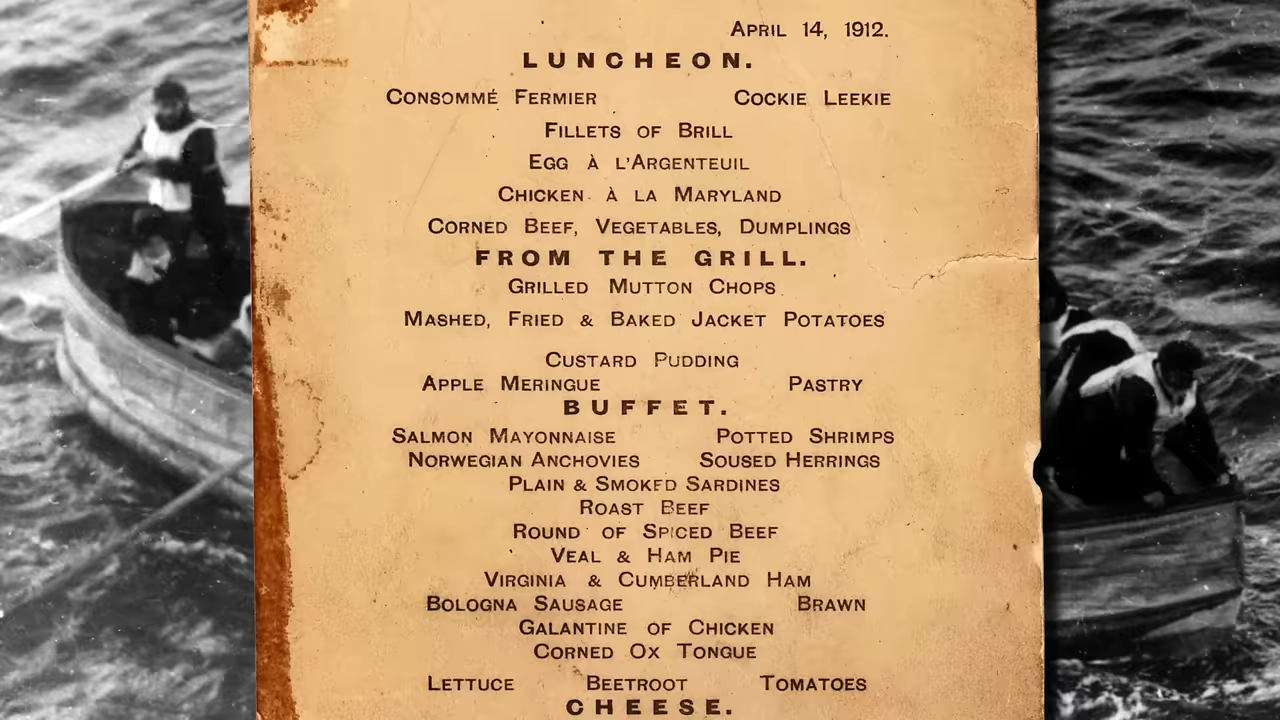 APRIL 14, 1912.
LUNCHEON.
CONSOMMÉ FERMIER COCKIE LEEKIE
FILLETS OF BRILL
EGG À L'ARGENTEUIL
CHICKEN À LA MARYLAND
CORNED BEEF, VEGETABLES, DUMPLINGS
FROM THE GRILL.
GRILLED MUTTON CHOPS
MASHED, FRIED & BAKED JACKET POTATOES
CUSTARD PUDDING
APPLE MERINGUE PASTRY
BUFFET.
SALMON MAYONNAISE POTTED SHRIMPS
NORWEGIAN ANCHOVIES SOUSED HERRINGS
PLAIN & SMOKED SARDINES
ROAST BEEF
ROUND OF SPICED BEEF
VEAL & HAM PIE
VIRGINIA & CUMBERLAND HAM
BOLOGNA SAUSAGE BRAWN
GALANTINE OF CHICKEN
CORNED OX TONGUE
LETTUCE BEETROOT TOMATOES
CHEESE.